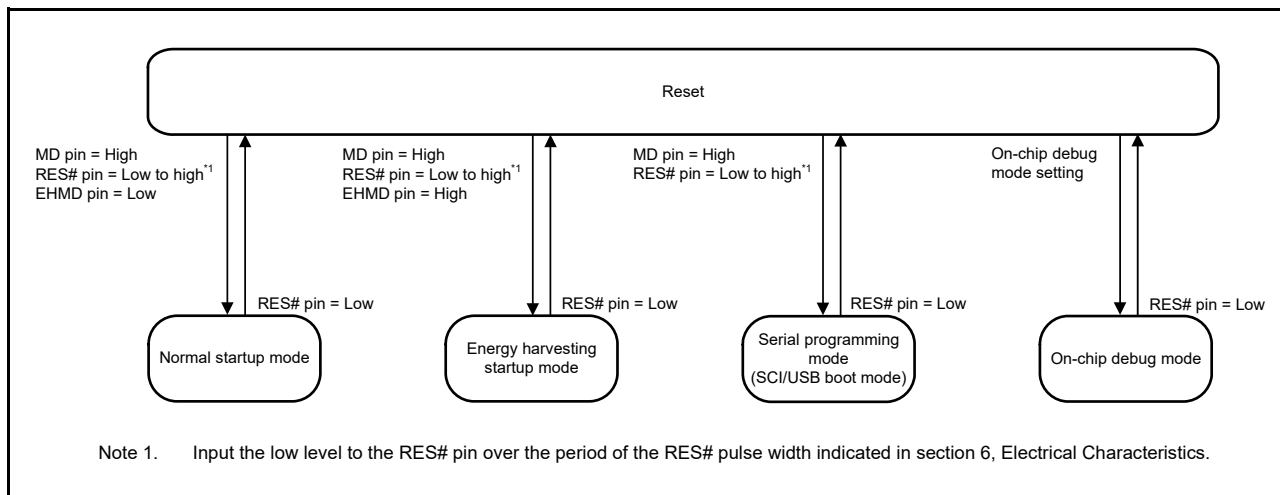 Reset
MD pin = High
RES# pin = Low to high*1
EHMD pin = Low
MD pin = High
RES# pin = Low to high*1
EHMD pin = High
MD pin = High
RES# pin = Low to high*1
On-chip debug
mode setting
RES# pin = Low
RES# pin = Low
RES# pin = Low
RES# pin = Low
Normal startup mode
Energy harvesting
startup mode
Serial programming
mode
(SCI/USB boot mode)
On-chip debug mode
Note 1. Input the low level to the RES# pin over the period of the RES# pulse width indicated in section 6, Electrical Characteristics.